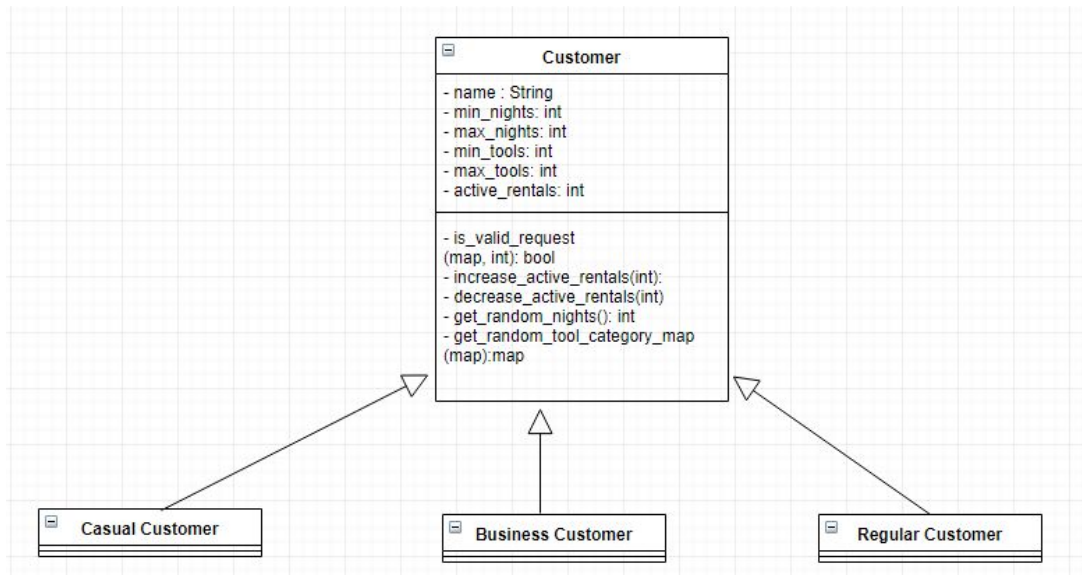 Customer
- name : String
- min_nights: int
- max_nights: int
- min_tools: int
- max_tools: int
- active_rentals: int
- is_valid_request
(map, int): bool
- increase_active_rentals(int):
- decrease_active_rentals(int)
- get_random_nights(): int
- get_random_tool_category_map
(map):map
Casual Customer
Business Customer
Regular Customer